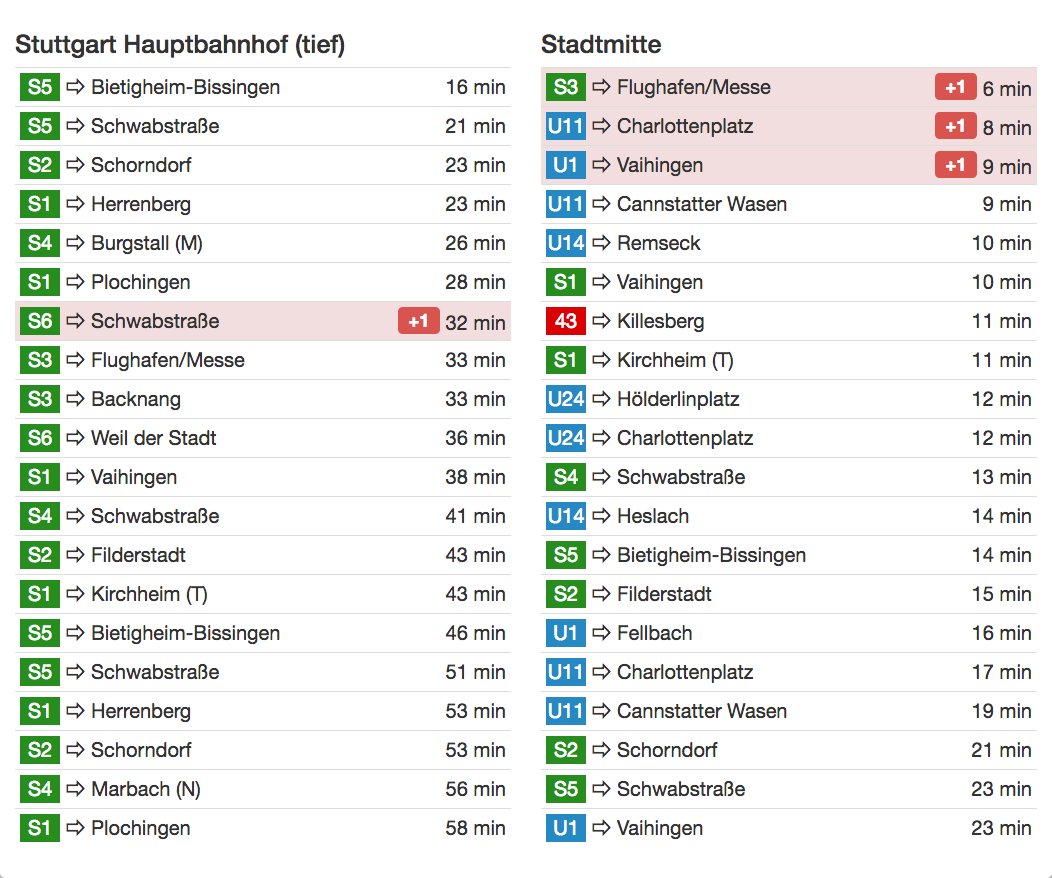 Stuttgart Hauptbahnhof (tief)
S5 ⇨ Bietigheim-Bissingen 16 min
S5 ⇨ Schwabstraße 21 min
S2 ⇨ Schorndorf 23 min
S1 ⇨ Herrenberg 23 min
S4 ⇨ Burgstall (M) 26 min
S1 ⇨ Plochingen 28 min
S6 ⇨ Schwabstraße +1 32 min
S3 ⇨ Flughafen/Messe 33 min
S3 ⇨ Backnang 33 min
S6 ⇨ Weil der Stadt 36 min
S1 ⇨ Vaihingen 38 min
S4 ⇨ Schwabstraße 41 min
S2 ⇨ Filderstadt 43 min
S1 ⇨ Kirchheim (T) 43 min
S5 ⇨ Bietigheim-Bissingen 46 min
S5 ⇨ Schwabstraße 51 min
S1 ⇨ Herrenberg 53 min
S2 ⇨ Schorndorf 53 min
S4 ⇨ Marbach (N) 56 min
S1 ⇨ Plochingen 58 min
Stadtmitte
S3 ⇨ Flughafen/Messe +1 6 min
U11 ⇨ Charlottenplatz +1 8 min
U1 ⇨ Vaihingen +1 9 min
U11 ⇨ Cannstatter Wasen 9 min
U14 ⇨ Remseck 10 min
S1 ⇨ Vaihingen 10 min
43 ⇨ Killesberg 11 min
S1 ⇨ Kirchheim (T) 11 min
U24 ⇨ Hölderlinplatz 12 min
U24 ⇨ Charlottenplatz 12 min
S4 ⇨ Schwabstraße 13 min
U14 ⇨ Heslach 14 min
S5 ⇨ Bietigheim-Bissingen 14 min
S2 ⇨ Filderstadt 15 min
U1 ⇨ Fellbach 16 min
U11 ⇨ Charlottenplatz 17 min
U11 ⇨ Cannstatter Wasen 19 min
S2 ⇨ Schorndorf 21 min
S5 ⇨ Schwabstraße 23 min
U1 ⇨ Vaihingen 23 min